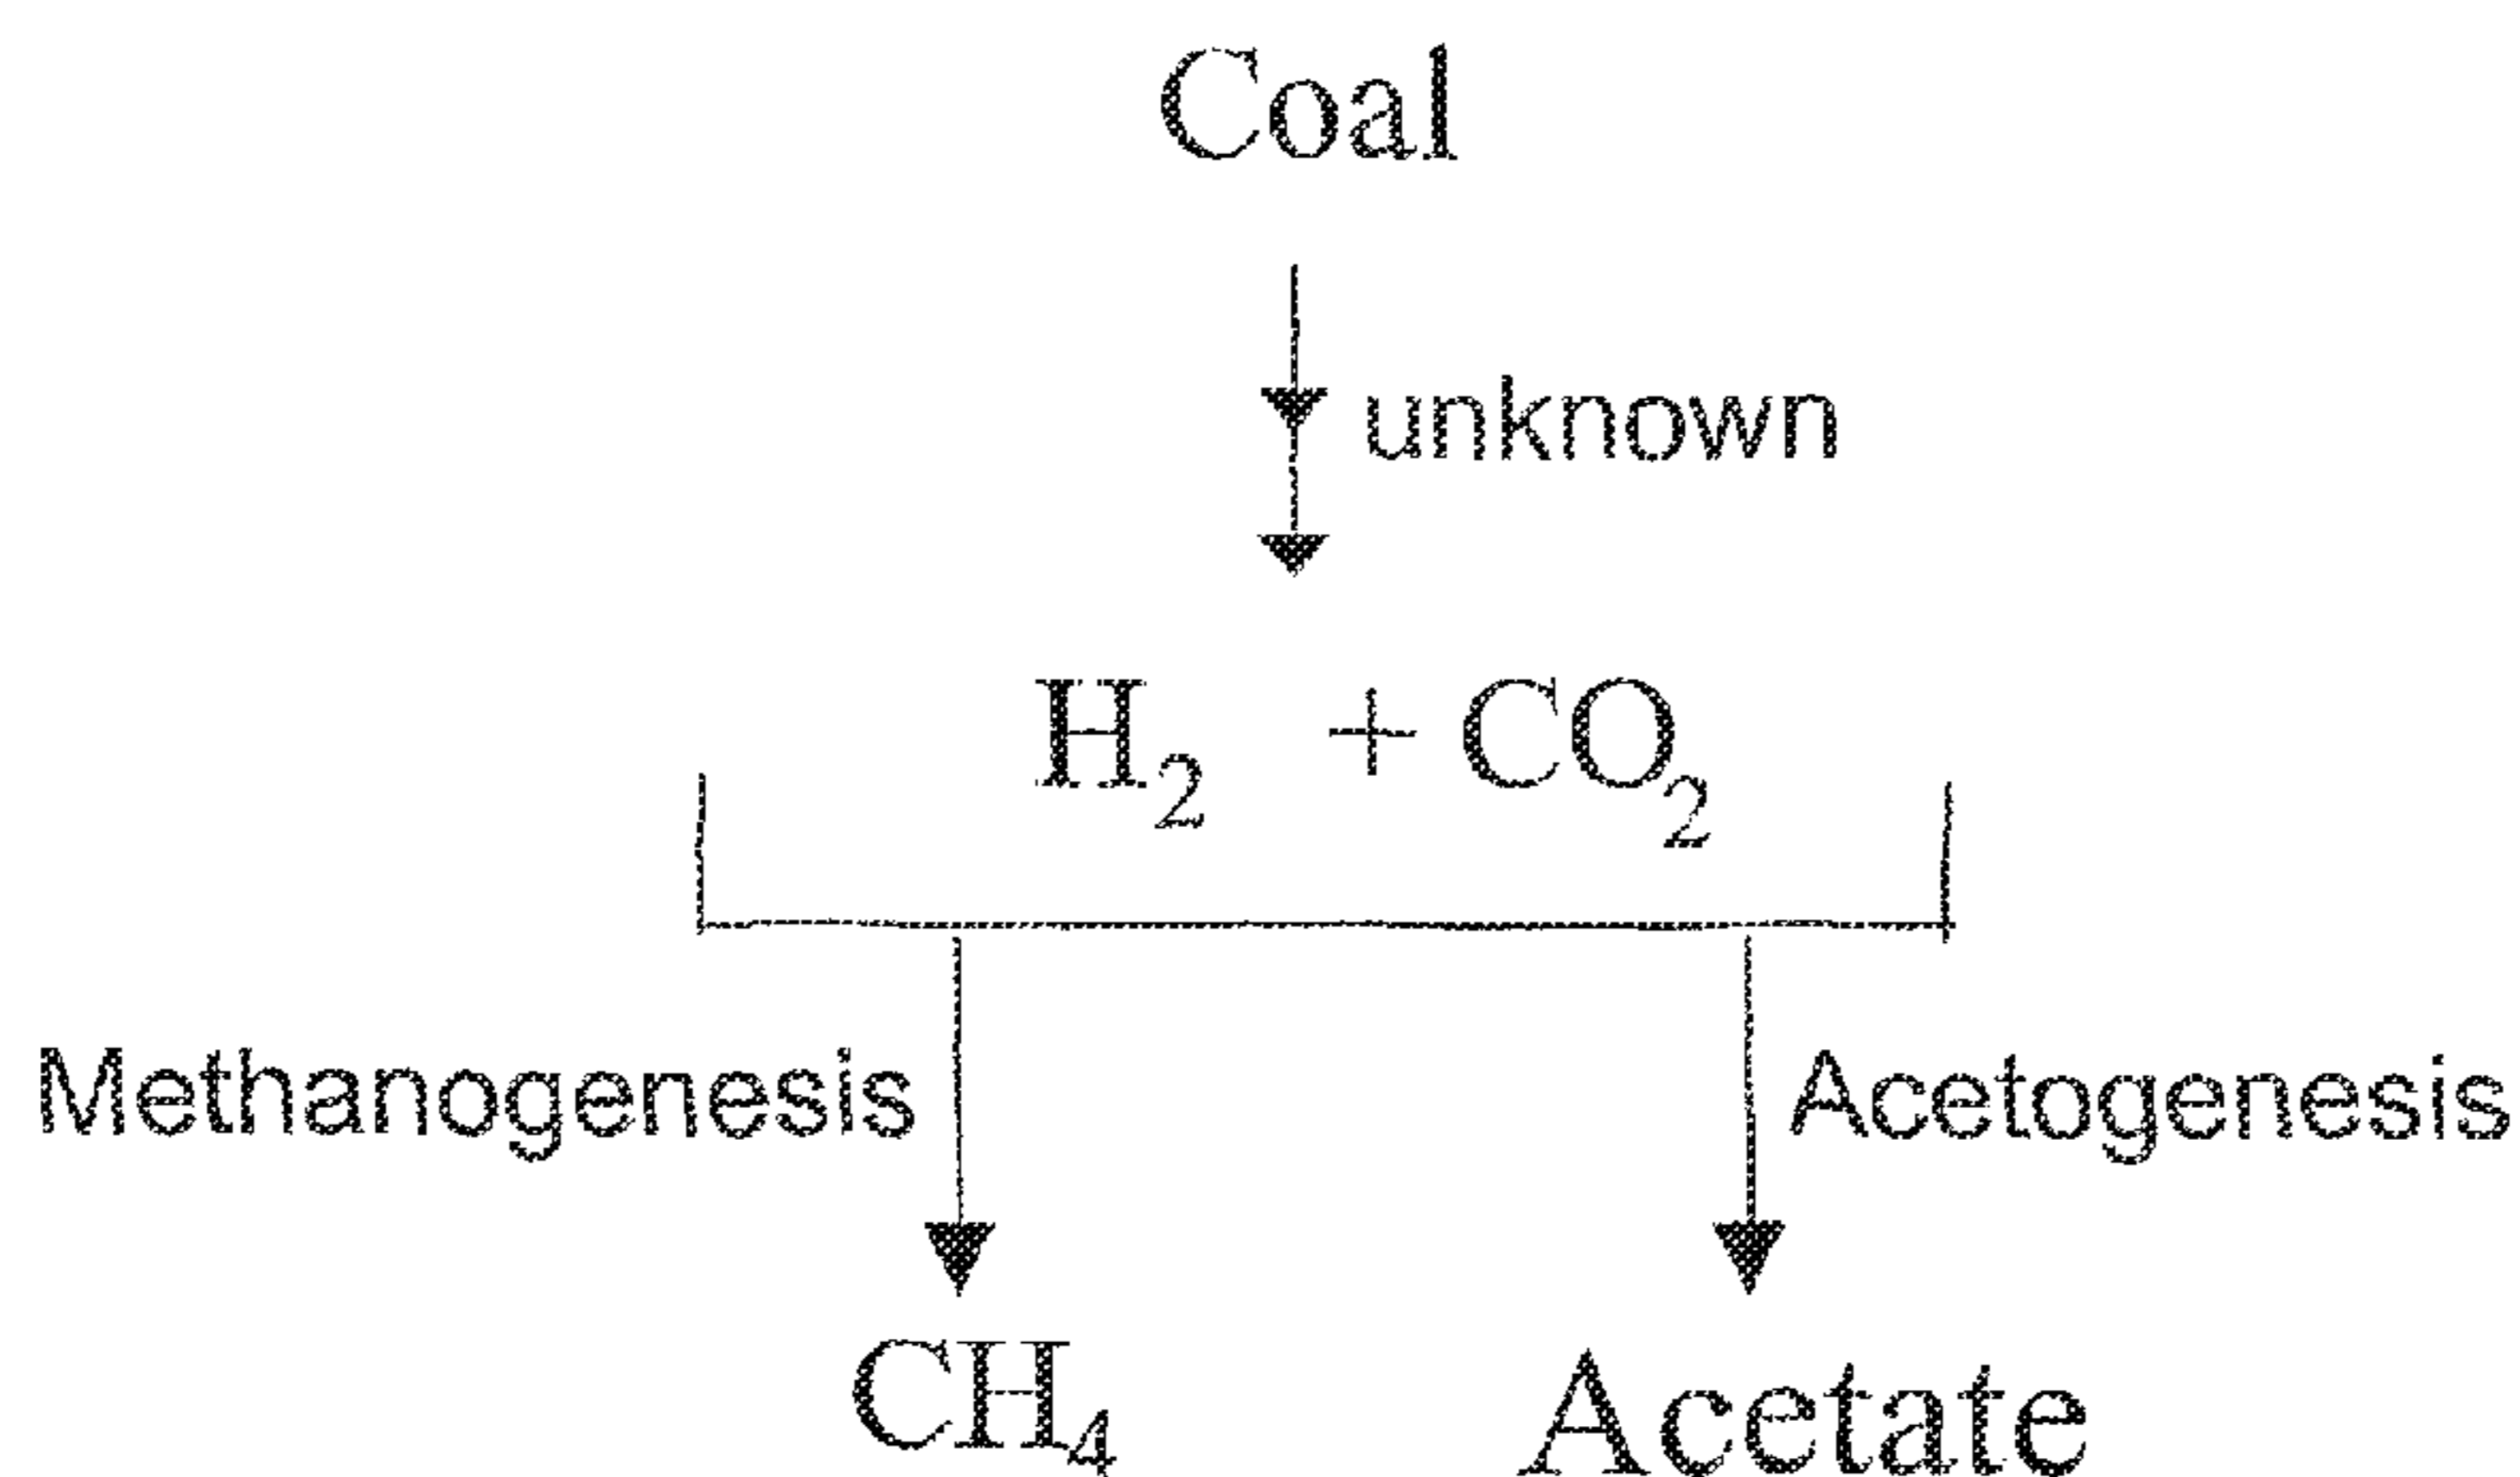 Coal
unknown
H2 + CO2
Methanogenesis
Acetogenesis
CH4
Acetate